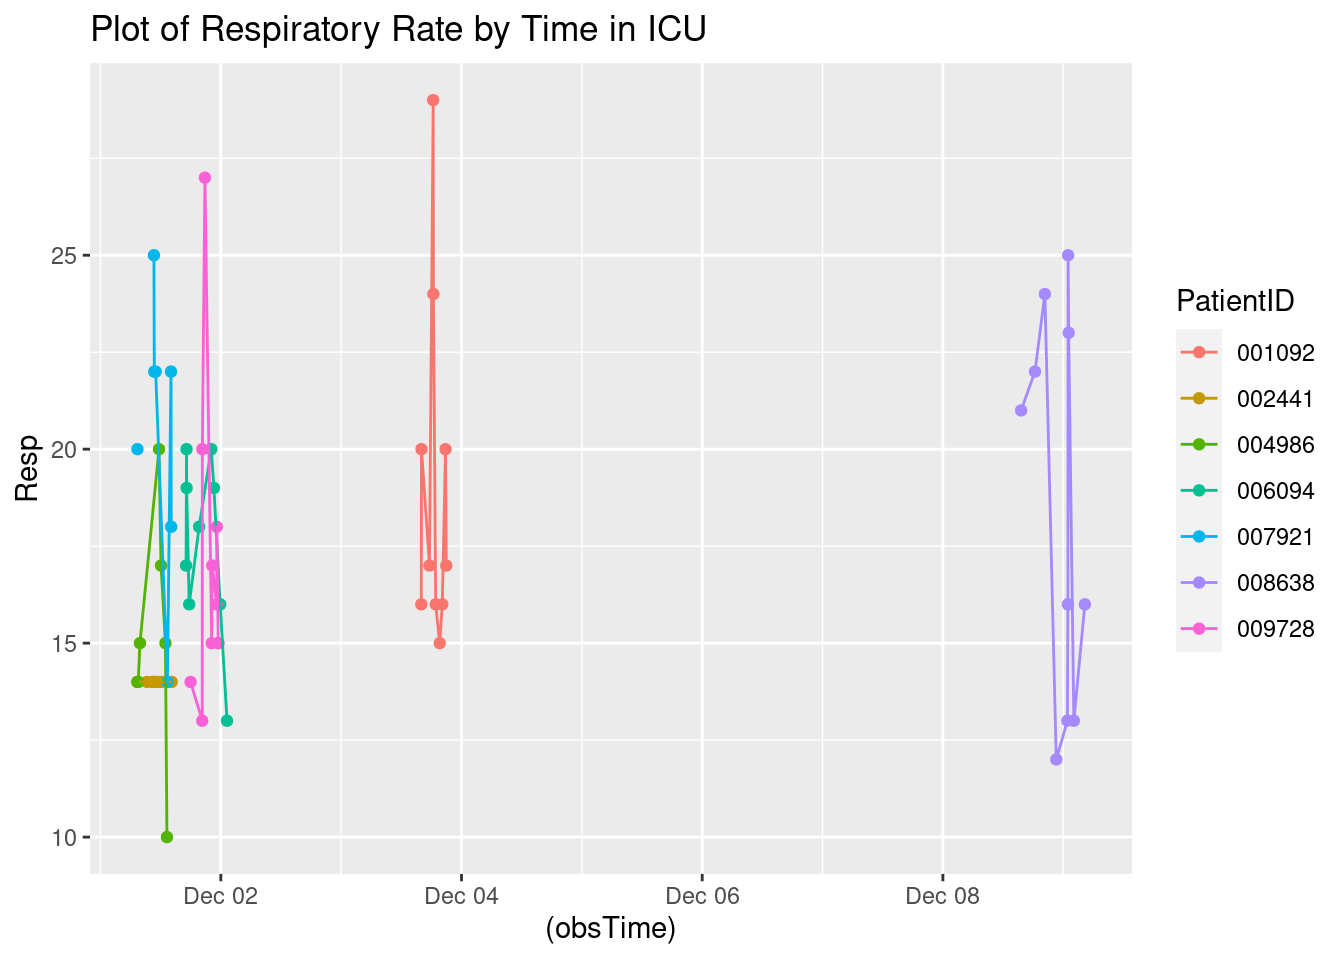 Plot of Respiratory Rate by Time in ICU
25
20
15
10
Resp
Dec 02
Dec 04
Dec 06
Dec 08
(obsTime)
PatientID
001092
002441
004986
006094
007921
008638
009728